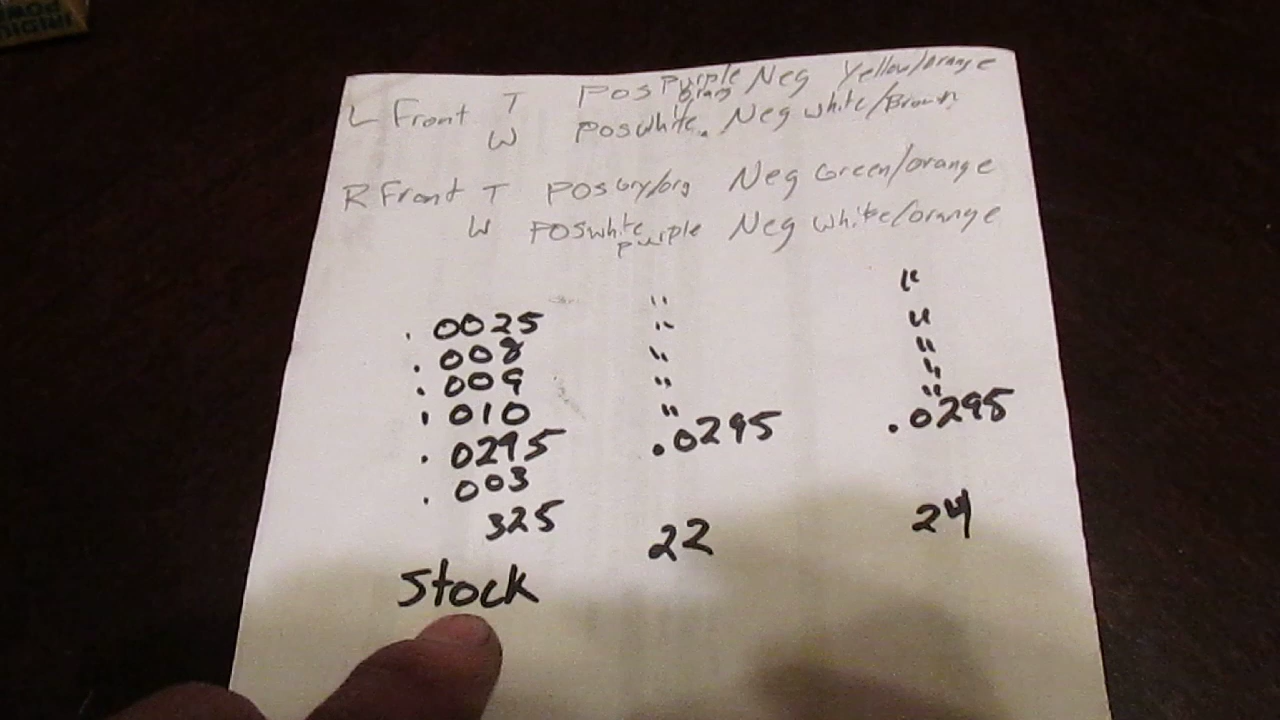 L Front T Pos Purple Neg Yellow/orange
W Pos white Neg white/Brown
R Front T POS Gry/org Neg Green/orange
W POS white purple Neg white/orange
"
. 0025 " "
. 008 " "
. 009 " "
. 010 " "
. 0295 " .0295 .0295
. 003
325 22 24
Stock